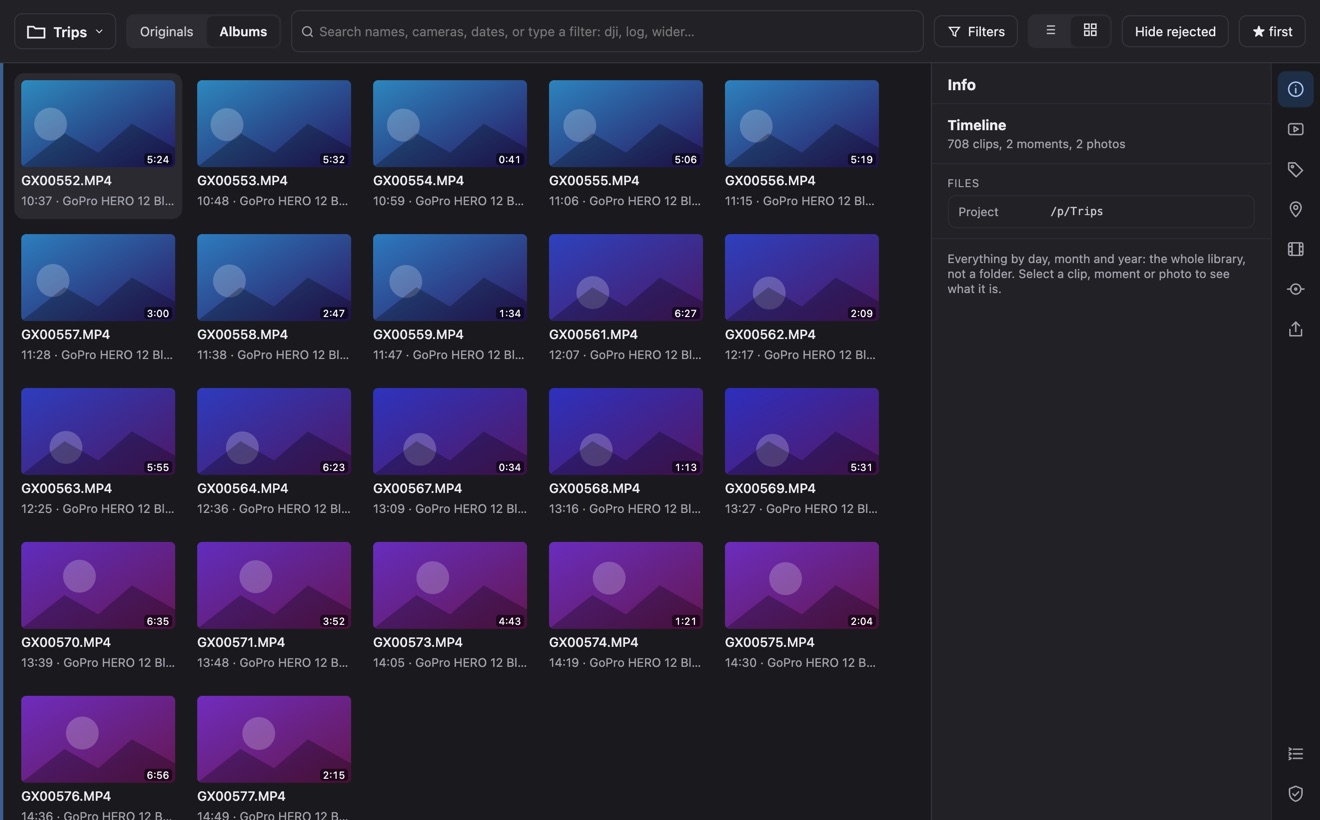 Trips
Originals
Albums
Search names, cameras, dates, or type a filter: dji, log, wider...
Filters
Hide rejected
★ first
5:24
GX00552.MP4
10:37 · GoPro HERO 12 Bl...
5:32
GX00553.MP4
10:48 · GoPro HERO 12 B...
0:41
GX00554.MP4
10:59 · GoPro HERO 12 B...
5:06
GX00555.MP4
11:06 · GoPro HERO 12 Bl...
5:19
GX00556.MP4
11:15 · GoPro HERO 12 Bl...
3:00
GX00557.MP4
11:28 · GoPro HERO 12 Bl...
2:47
GX00558.MP4
11:38 · GoPro HERO 12 Bl...
1:34
GX00559.MP4
11:47 · GoPro HERO 12 Bl...
6:27
GX00561.MP4
12:07 · GoPro HERO 12 Bl...
2:09
GX00562.MP4
12:17 · GoPro HERO 12 Bl...
5:55
GX00563.MP4
12:25 · GoPro HERO 12 Bl...
6:23
GX00564.MP4
12:36 · GoPro HERO 12 Bl...
0:34
GX00567.MP4
13:09 · GoPro HERO 12 Bl...
1:13
GX00568.MP4
13:16 · GoPro HERO 12 Bl...
5:31
GX00569.MP4
13:27 · GoPro HERO 12 Bl...
6:35
GX00570.MP4
13:39 · GoPro HERO 12 Bl...
3:52
GX00571.MP4
13:48 · GoPro HERO 12 B...
4:43
GX00573.MP4
14:05 · GoPro HERO 12 Bl...
1:21
GX00574.MP4
14:19 · GoPro HERO 12 Bl...
2:04
GX00575.MP4
14:30 · GoPro HERO 12 B...
6:56
GX00576.MP4
14:36 · GoPro HERO 12 B...
2:15
GX00577.MP4
14:49 · GoPro HERO 12 B...
Info
Timeline
708 clips, 2 moments, 2 photos
FILES
Project /p/Trips
Everything by day, month and year: the whole library,
not a folder. Select a clip, moment or photo to see
what it is.